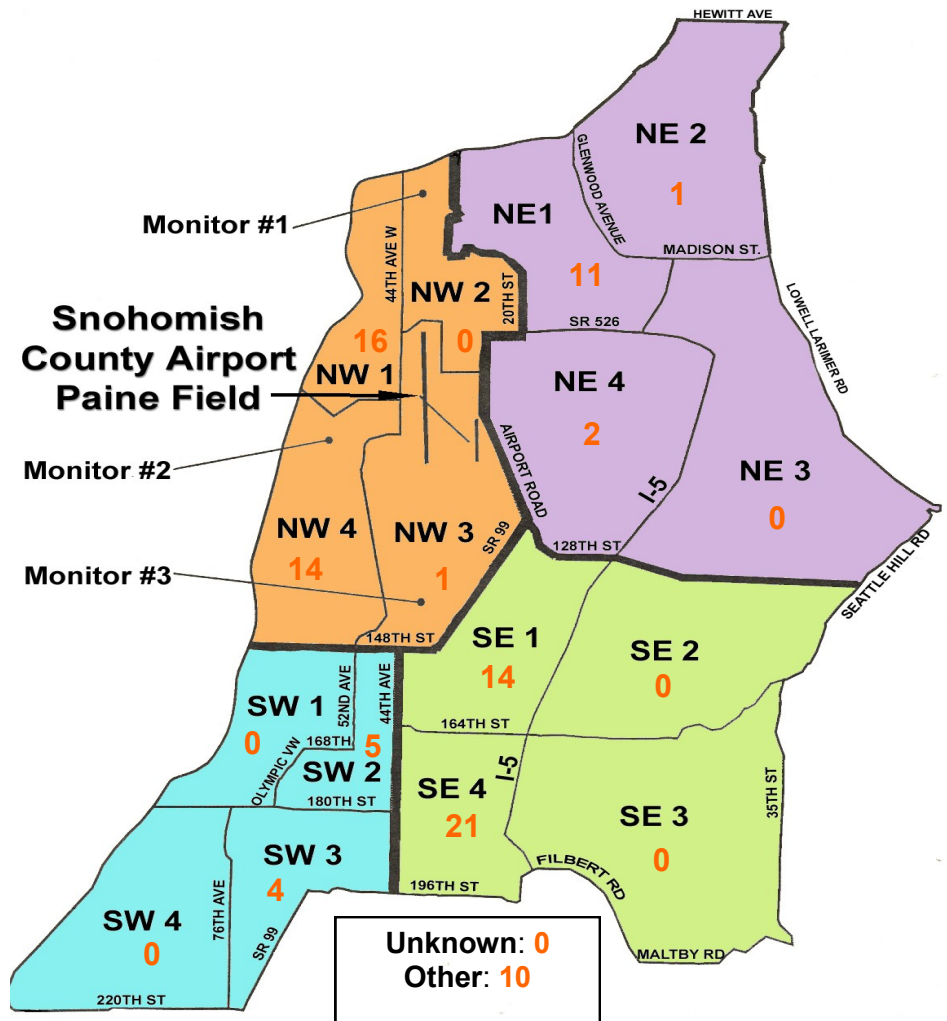 HEWITT AVE
NE 2
1
GLENWOOD AVENUE
MADISON ST.
NE1
11
SR 526
Monitor #1
44TH AVE W
NW 2
0
20TH ST
LOWELL LARIMER RD
Snohomish
County Airport
Paine Field
16
NW 1
NE 4
2
AIRPORT ROAD
I-5
NE 3
0
Monitor #2
NW 4
14
NW 3
1
SR 99
128TH ST
SEATTLE HILL RD
Monitor #3
148TH ST
SE 1
14
SE 2
0
164TH ST
SW 1
0
52ND AVE
44TH AVE
168TH
5
OLYMPIC VW
SW 2
180TH ST
SE 4
21
I-5
SE 3
0
35TH ST
SW 3
4
76TH AVE
SR 99
SW 4
0
220TH ST
196TH ST
FILBERT RD
MALTBY RD
Unknown: 0
Other: 10